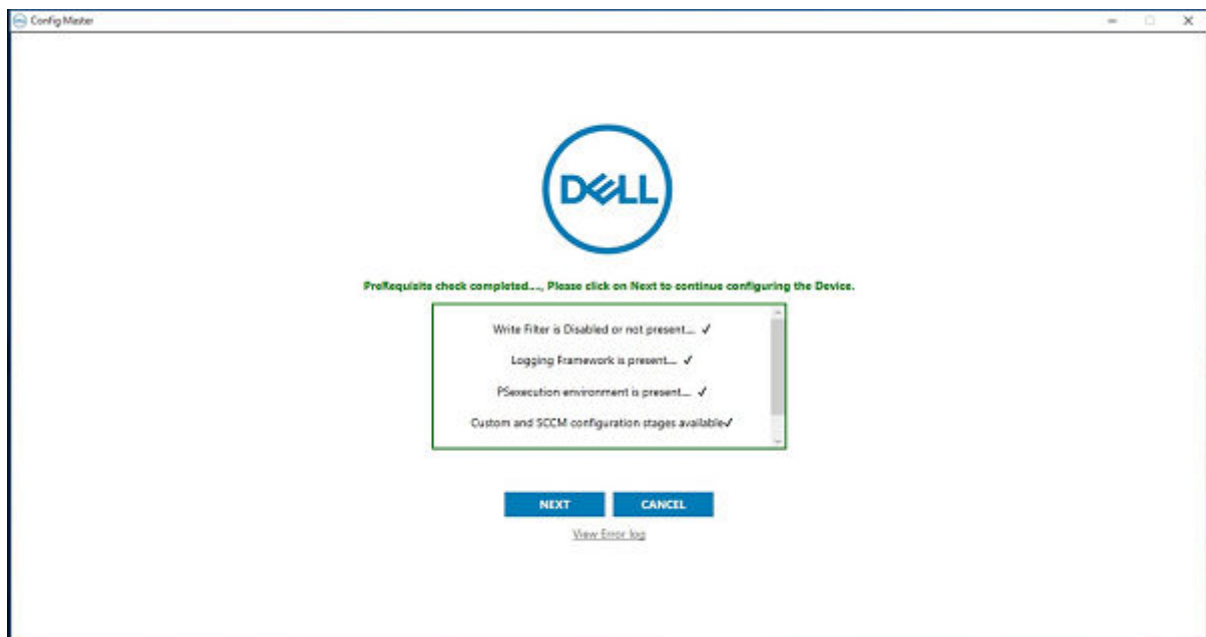 Config Master
DELL
PreRequisite check completed...., Please click on Next to continue configuring the Device.
Write Filter is Disabled or not present.... ✓
Logging Framework is present.... ✓
PSexecution environment is present.... ✓
Custom and SCCM configuration stages available✓
NEXT CANCEL
View Error log